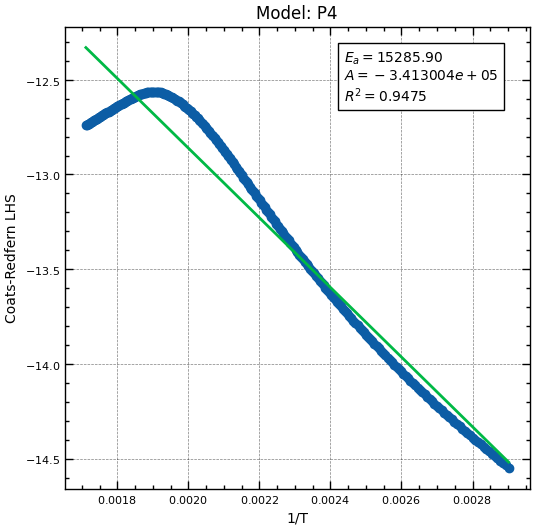 Model: P4
E_a = 15285.90
A = −3.413004e + 05
R² = 0.9475
−12.5
−13.0
−13.5
−14.0
−14.5
Coats-Redfern LHS
0.0018 0.0020 0.0022 0.0024 0.0026 0.0028
1/T